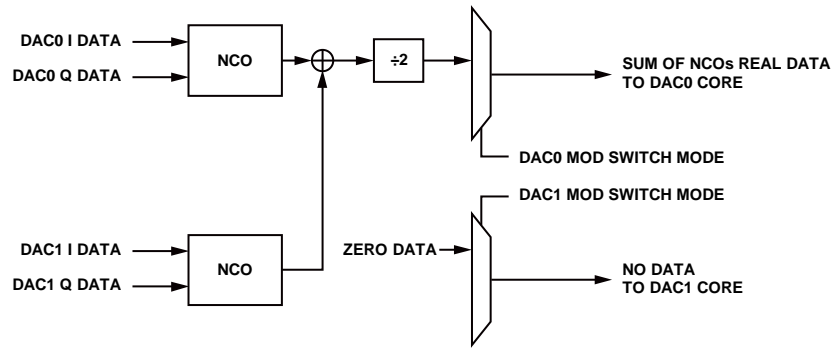 DAC0 I DATA
DAC0 Q DATA
NCO
÷2
SUM OF NCOs REAL DATA
TO DAC0 CORE
DAC0 MOD SWITCH MODE
DAC1 MOD SWITCH MODE
DAC1 I DATA
DAC1 Q DATA
NCO
ZERO DATA
NO DATA
TO DAC1 CORE